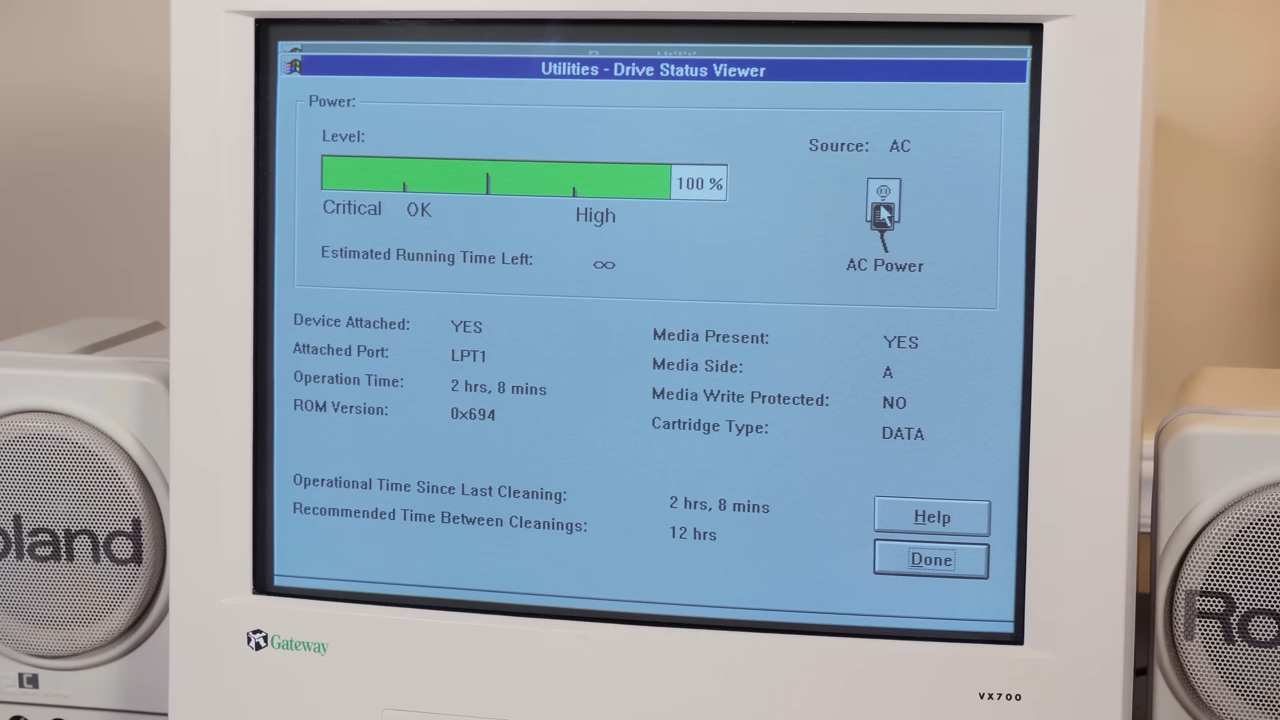 Utilities - Drive Status Viewer
Power:
Level:
Source: AC
100 %
Critical OK High
Estimated Running Time Left: ∞
AC Power
Device Attached: YES
Attached Port: LPT1
Operation Time: 2 hrs, 8 mins
ROM Version: 0x694
Media Present: YES
Media Side: A
Media Write Protected: NO
Cartridge Type: DATA
Operational Time Since Last Cleaning: 2 hrs, 8 mins
Recommended Time Between Cleanings: 12 hrs
Help
Done
oland
Ro
Gateway
VX700
C